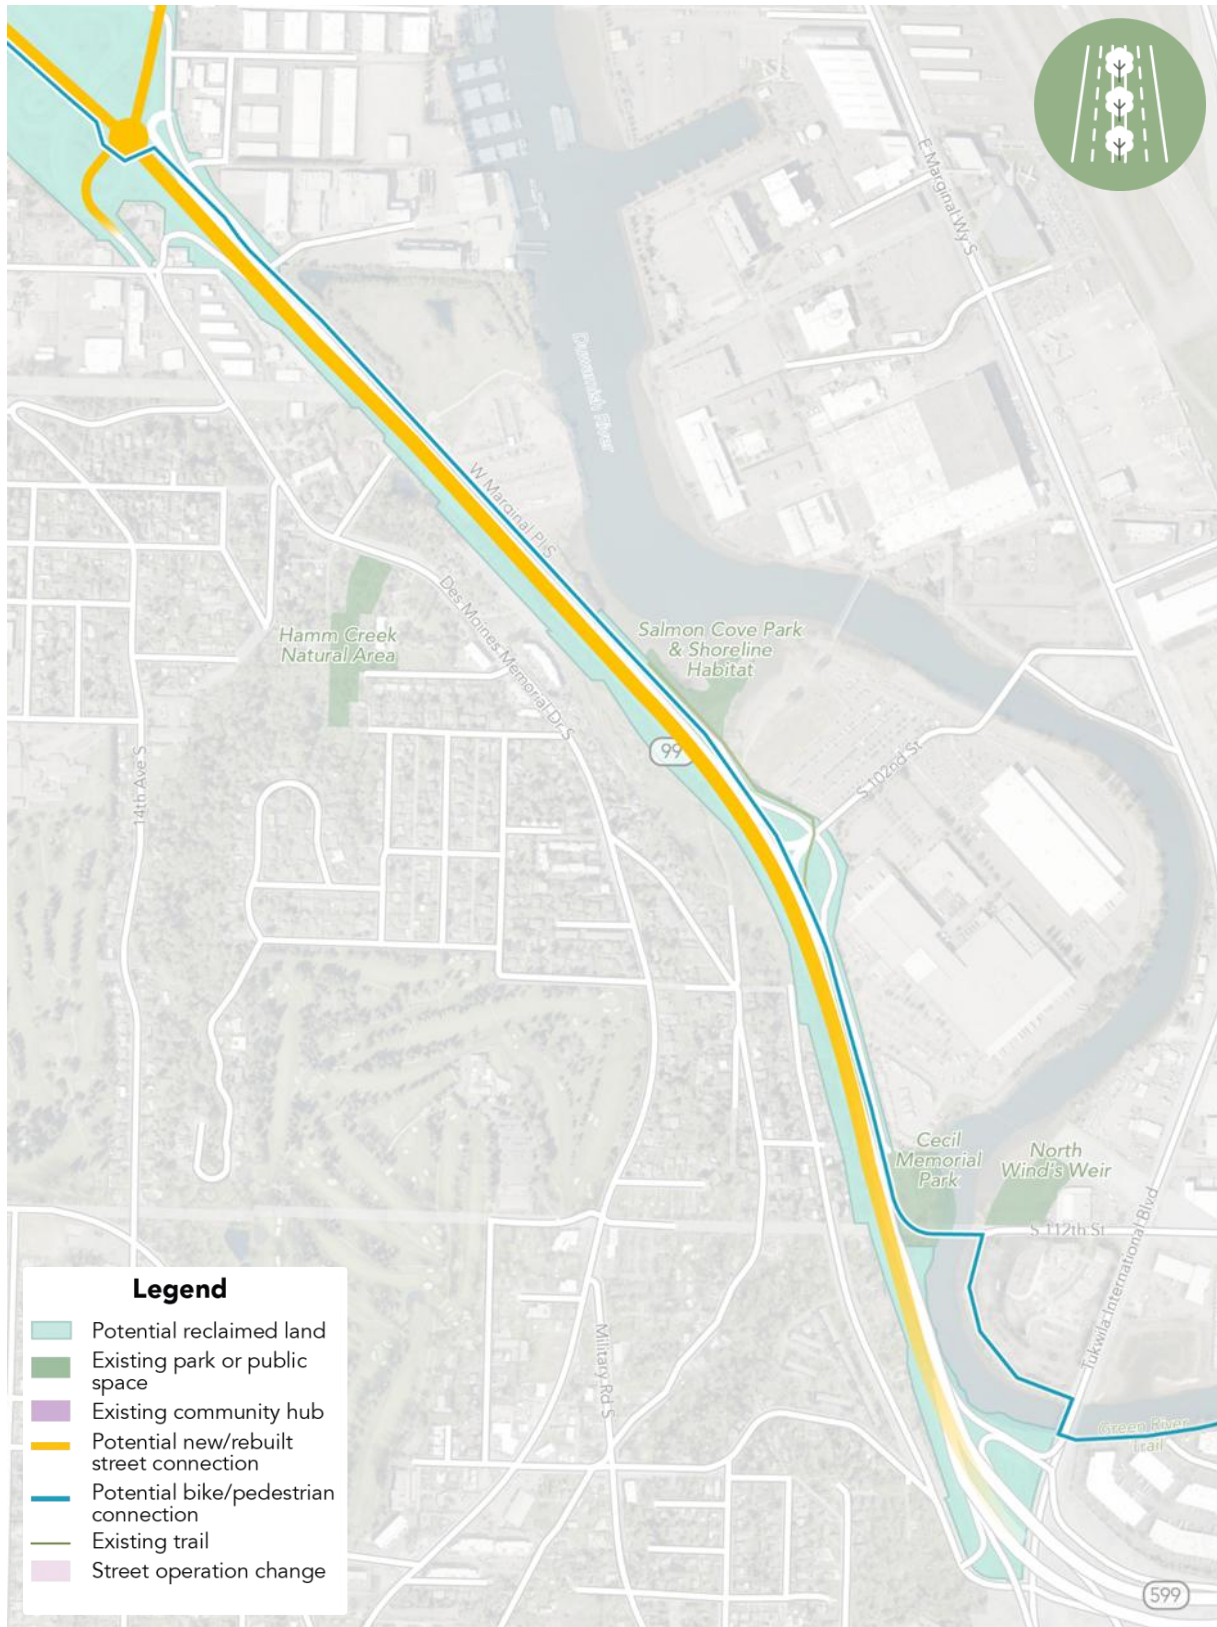 E Marginal Wy S
Duwamish River
W Marginal Pl S
Des Moines Memorial Dr S
Hamm Creek
Natural Area
Salmon Cove Park
& Shoreline
Habitat
99
S 102nd St
14th Ave S
Cecil
Memorial
Park
North
Wind's Weir
S 112th St
Tukwila International Blvd
Military Rd S
Green River
Trail
599
Legend
Potential reclaimed land
Existing park or public
space
Existing community hub
Potential new/rebuilt
street connection
Potential bike/pedestrian
connection
Existing trail
Street operation change